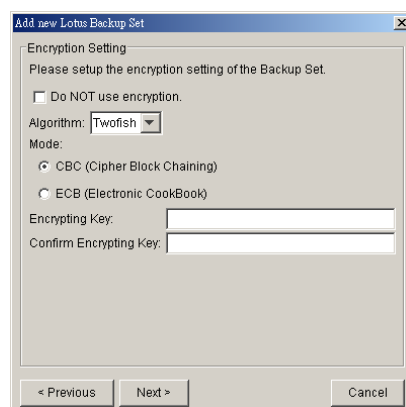 Add new Lotus Backup Set
Encryption Setting
Please setup the encryption setting of the Backup Set.
Do NOT use encryption.
Algorithm: Twofish
Mode:
CBC (Cipher Block Chaining)
ECB (Electronic CookBook)
Encrypting Key:
Confirm Encrypting Key:
< Previous Next > Cancel